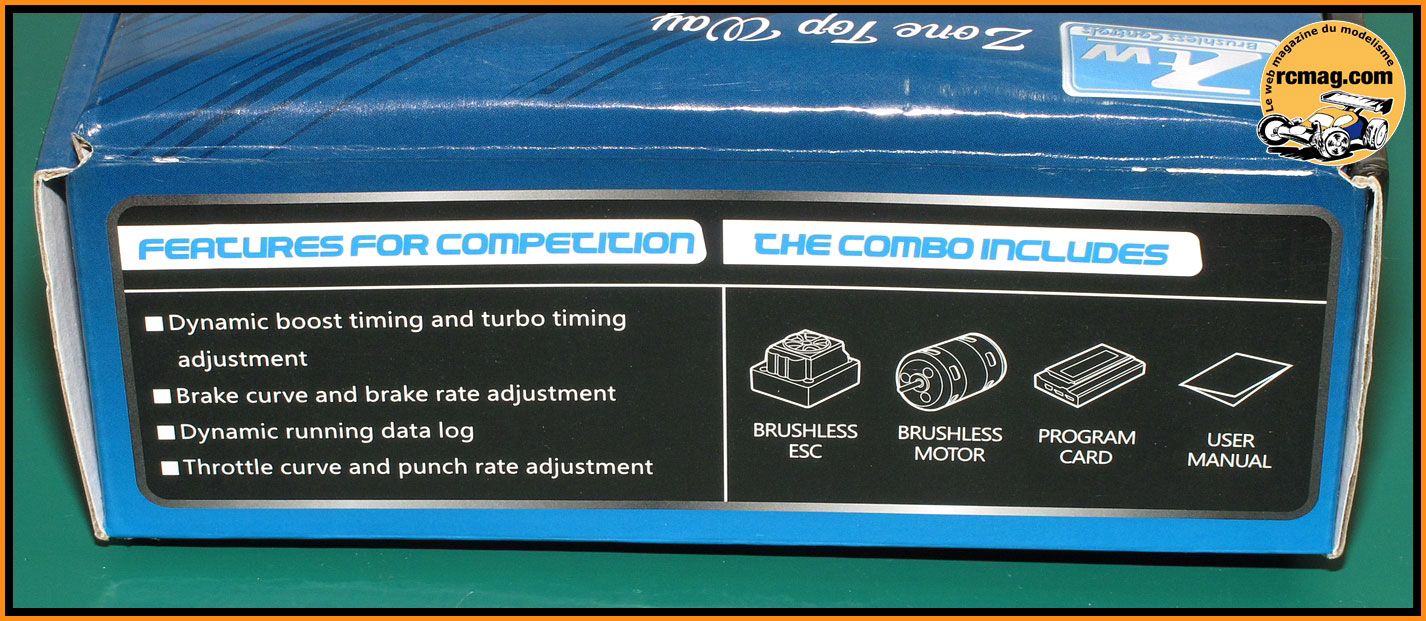 Zone Top Way
ZTW
Brushless Controls
Le web magazine du modelisme
rcmag.com
FEATURES FOR COMPETITION
Dynamic boost timing and turbo timing
adjustment
Brake curve and brake rate adjustment
Dynamic running data log
Throttle curve and punch rate adjustment
THE COMBO INCLUDES
BRUSHLESS
ESC
BRUSHLESS
MOTOR
PROGRAM
CARD
USER
MANUAL